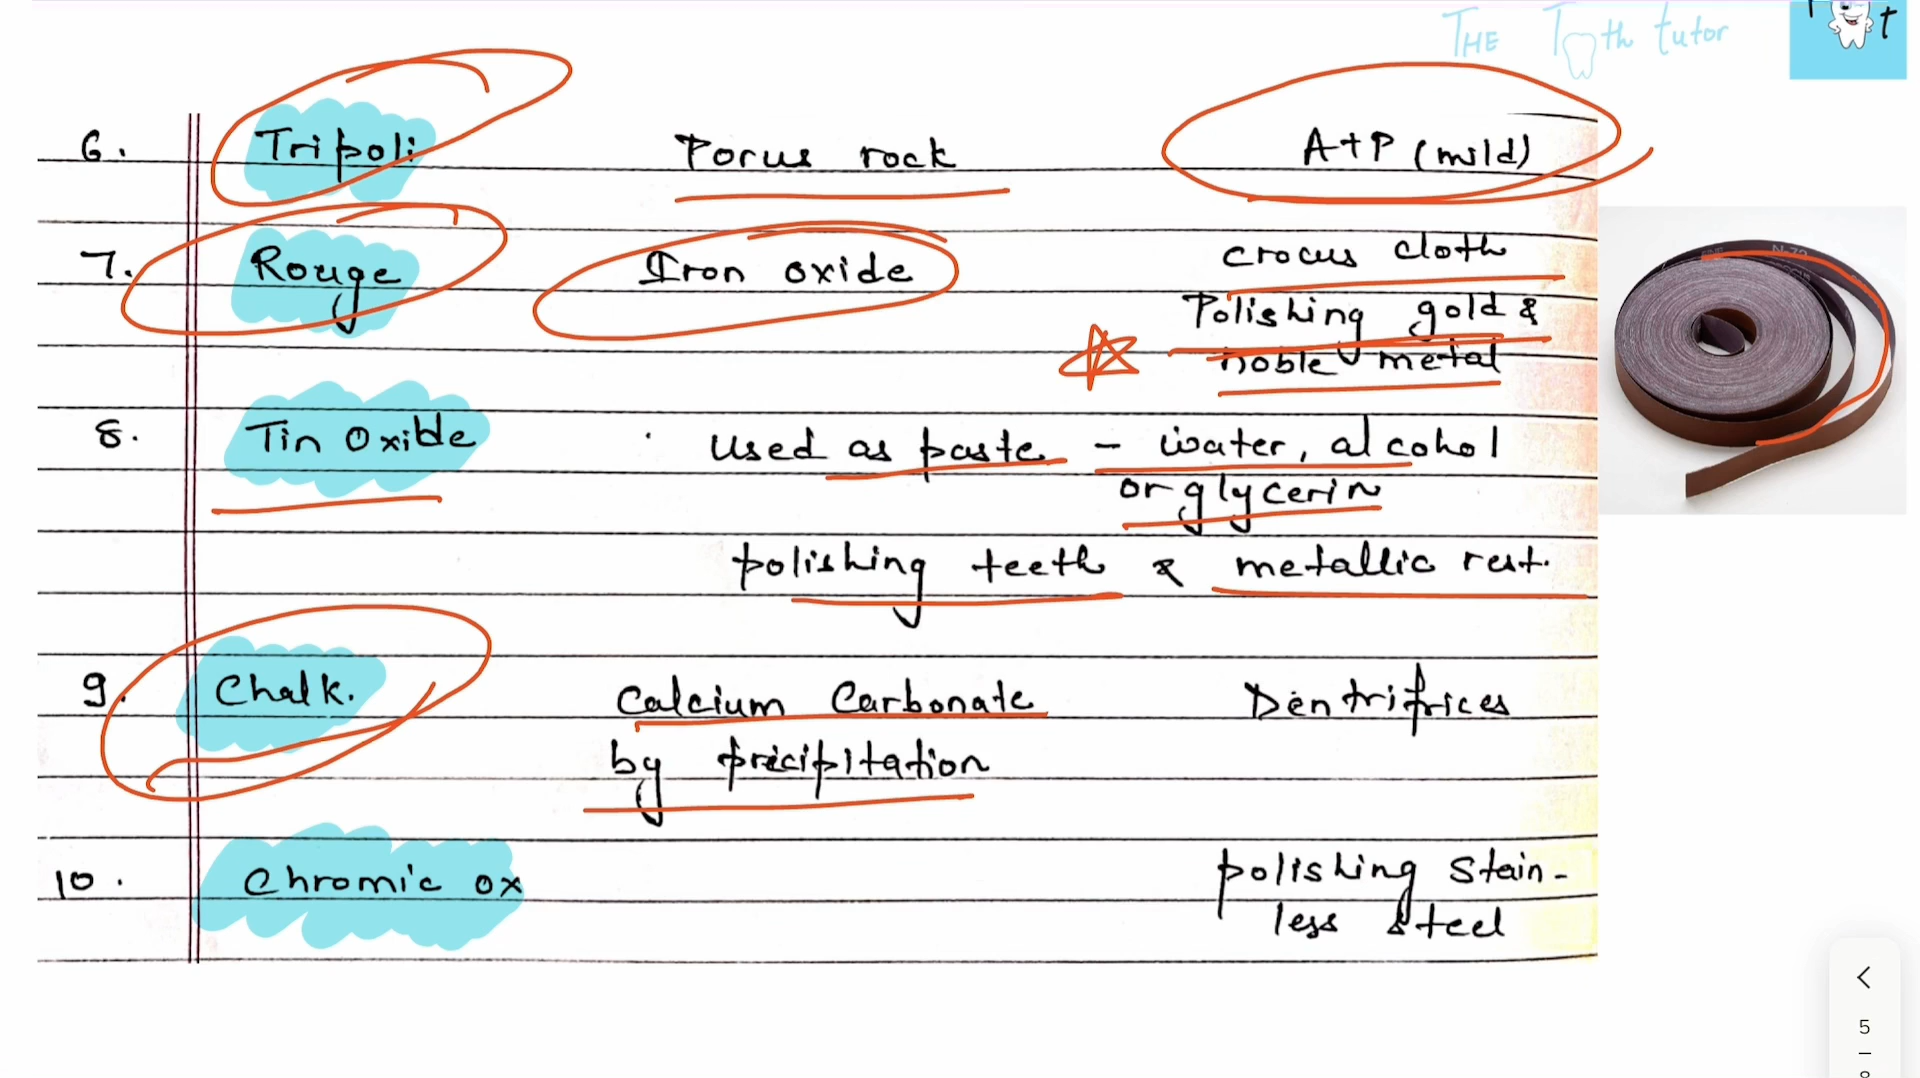 THE Tooth tutor
t
6. Tripoli Porus rock A+P (mild)
7. Rouge Iron oxide crocus cloth
Polishing gold &
noble metal
8. Tin Oxide . used as paste – water, alcohol
or glycerin
polishing teeth & metallic rest.
9. Chalk. Calcium Carbonate Dentrifrices
by precipitation
10. Chromic ox polishing Stain-
less steel
<
5